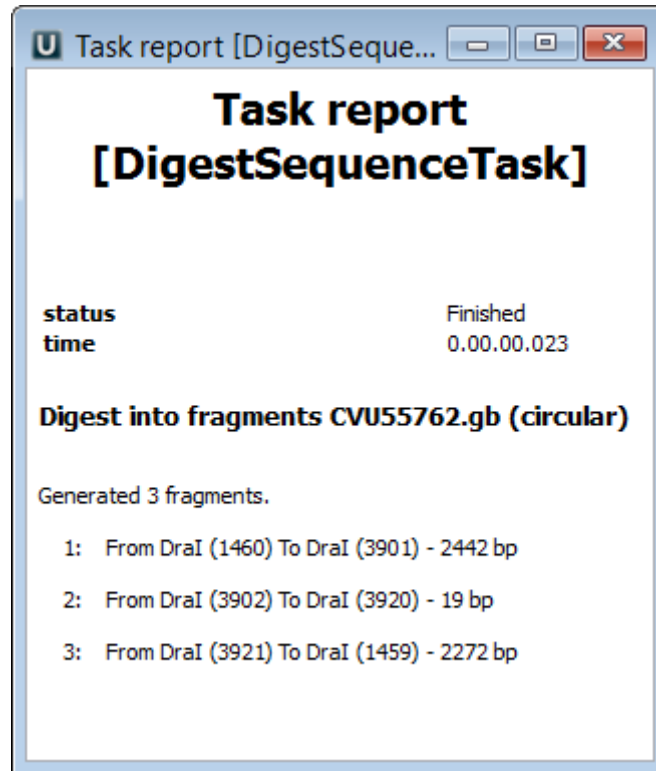 U Task report [DigestSeque...
Task report
[DigestSequenceTask]
status Finished
time 0.00.00.023
Digest into fragments CVU55762.gb (circular)
Generated 3 fragments.
1: From DraI (1460) To DraI (3901) - 2442 bp
2: From DraI (3902) To DraI (3920) - 19 bp
3: From DraI (3921) To DraI (1459) - 2272 bp